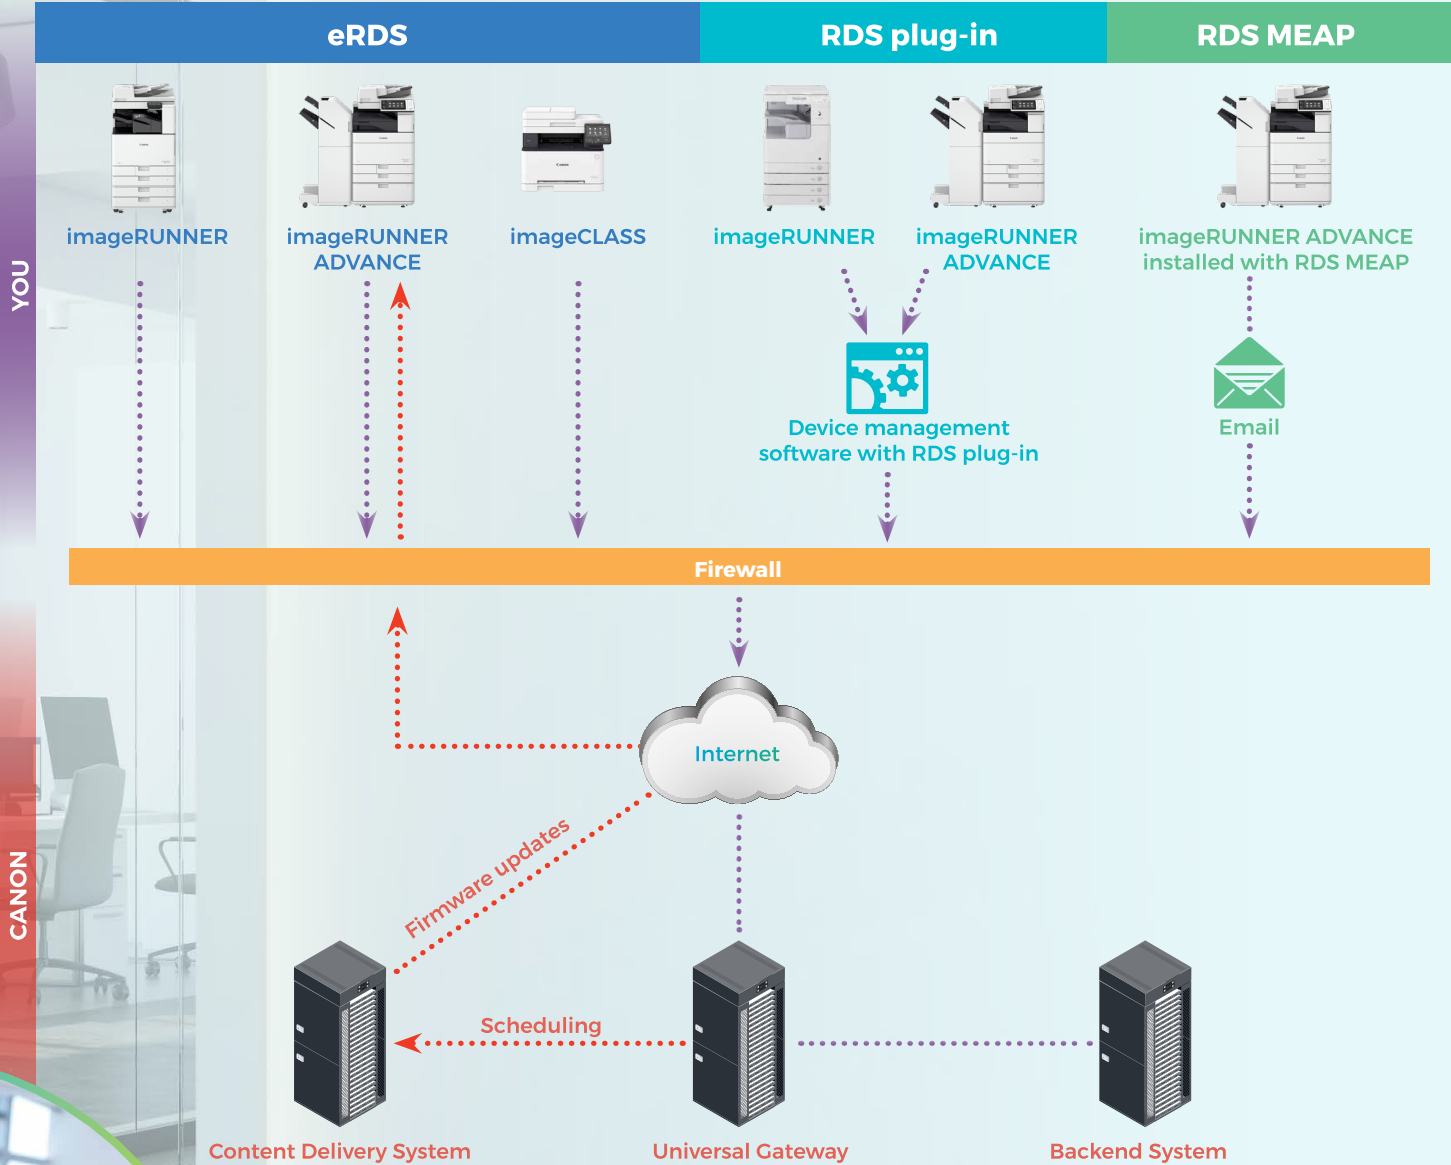 eRDS
RDS plug-in
RDS MEAP
imageRUNNER
imageRUNNER
ADVANCE
imageCLASS
imageRUNNER
imageRUNNER
ADVANCE
imageRUNNER ADVANCE
installed with RDS MEAP
YOU
Device management
software with RDS plug-in
Email
Firewall
Internet
Firmware updates
CANON
Scheduling
Content Delivery System
Universal Gateway
Backend System